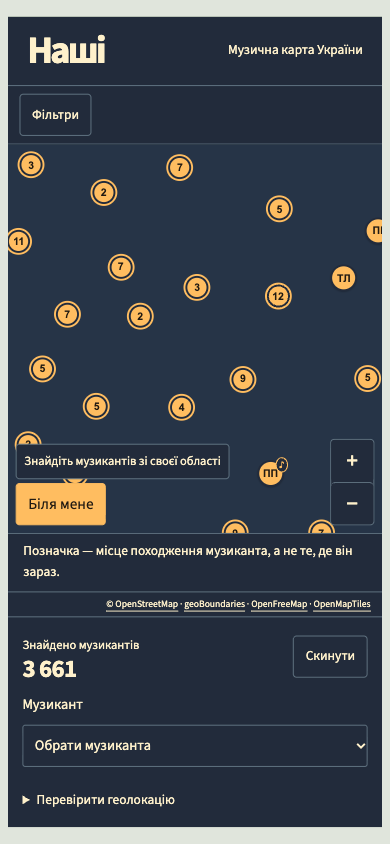 Наші
Музична карта України
Фільтри
3
7
2
5
11
ТЛ
7
3
12
7
2
5
9
5
5
4
Знайдіть музикантів зі своєї області
ПП
+
Біля мене
−
Позначка — місце походження музиканта, а не те, де він
зараз.
© OpenStreetMap · geoBoundaries · OpenFreeMap · OpenMapTiles
Знайдено музикантів
3 661
Скинути
Музикант
Обрати музиканта
Перевірити геолокацію